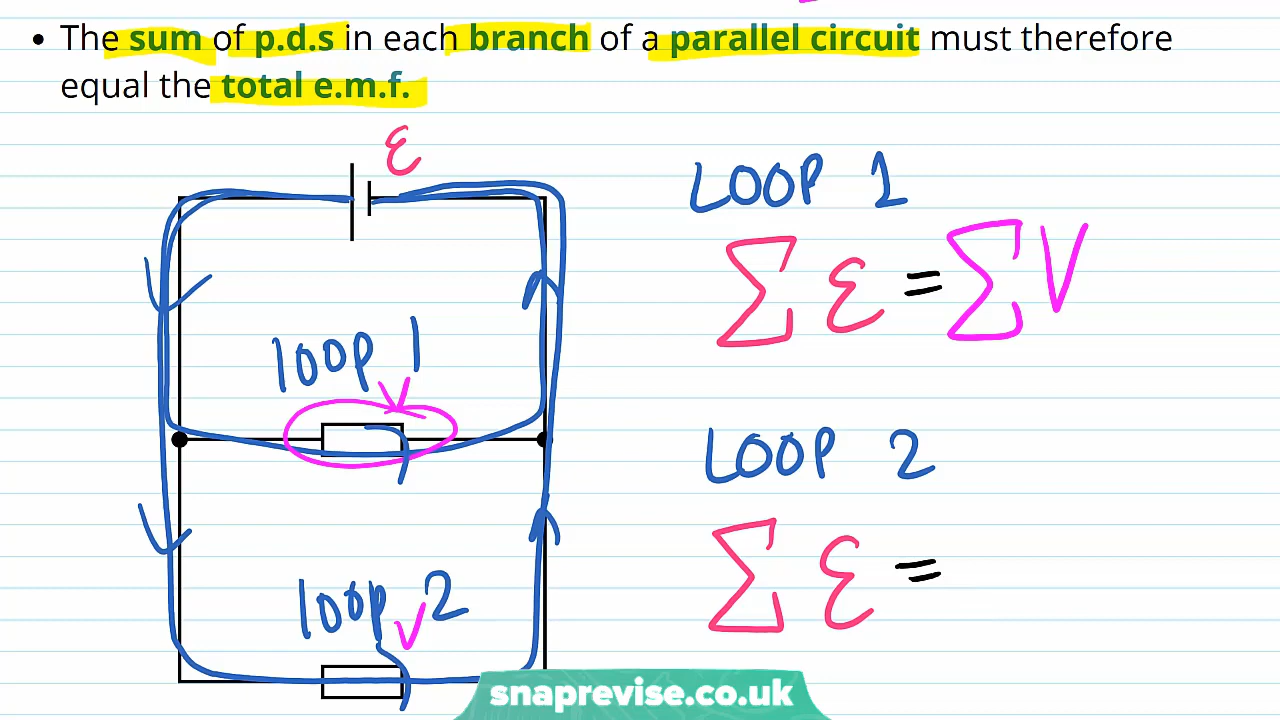 • The sum of p.d.s in each branch of a parallel circuit must therefore
equal the total e.m.f.
ε
LOOP 1
∑ ε = ∑ V
loop 1
V
LOOP 2
∑ ε =
loop 2
V
snaprevise.co.uk